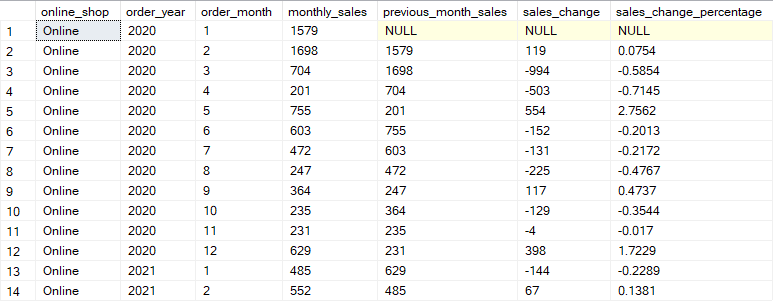 online_shop order_year order_month monthly_sales previous_month_sales sales_change sales_change_percentage
1 Online 2020 1 1579 NULL NULL NULL
2 Online 2020 2 1698 1579 119 0.0754
3 Online 2020 3 704 1698 -994 -0.5854
4 Online 2020 4 201 704 -503 -0.7145
5 Online 2020 5 755 201 554 2.7562
6 Online 2020 6 603 755 -152 -0.2013
7 Online 2020 7 472 603 -131 -0.2172
8 Online 2020 8 247 472 -225 -0.4767
9 Online 2020 9 364 247 117 0.4737
10 Online 2020 10 235 364 -129 -0.3544
11 Online 2020 11 231 235 -4 -0.017
12 Online 2020 12 629 231 398 1.7229
13 Online 2021 1 485 629 -144 -0.2289
14 Online 2021 2 552 485 67 0.1381